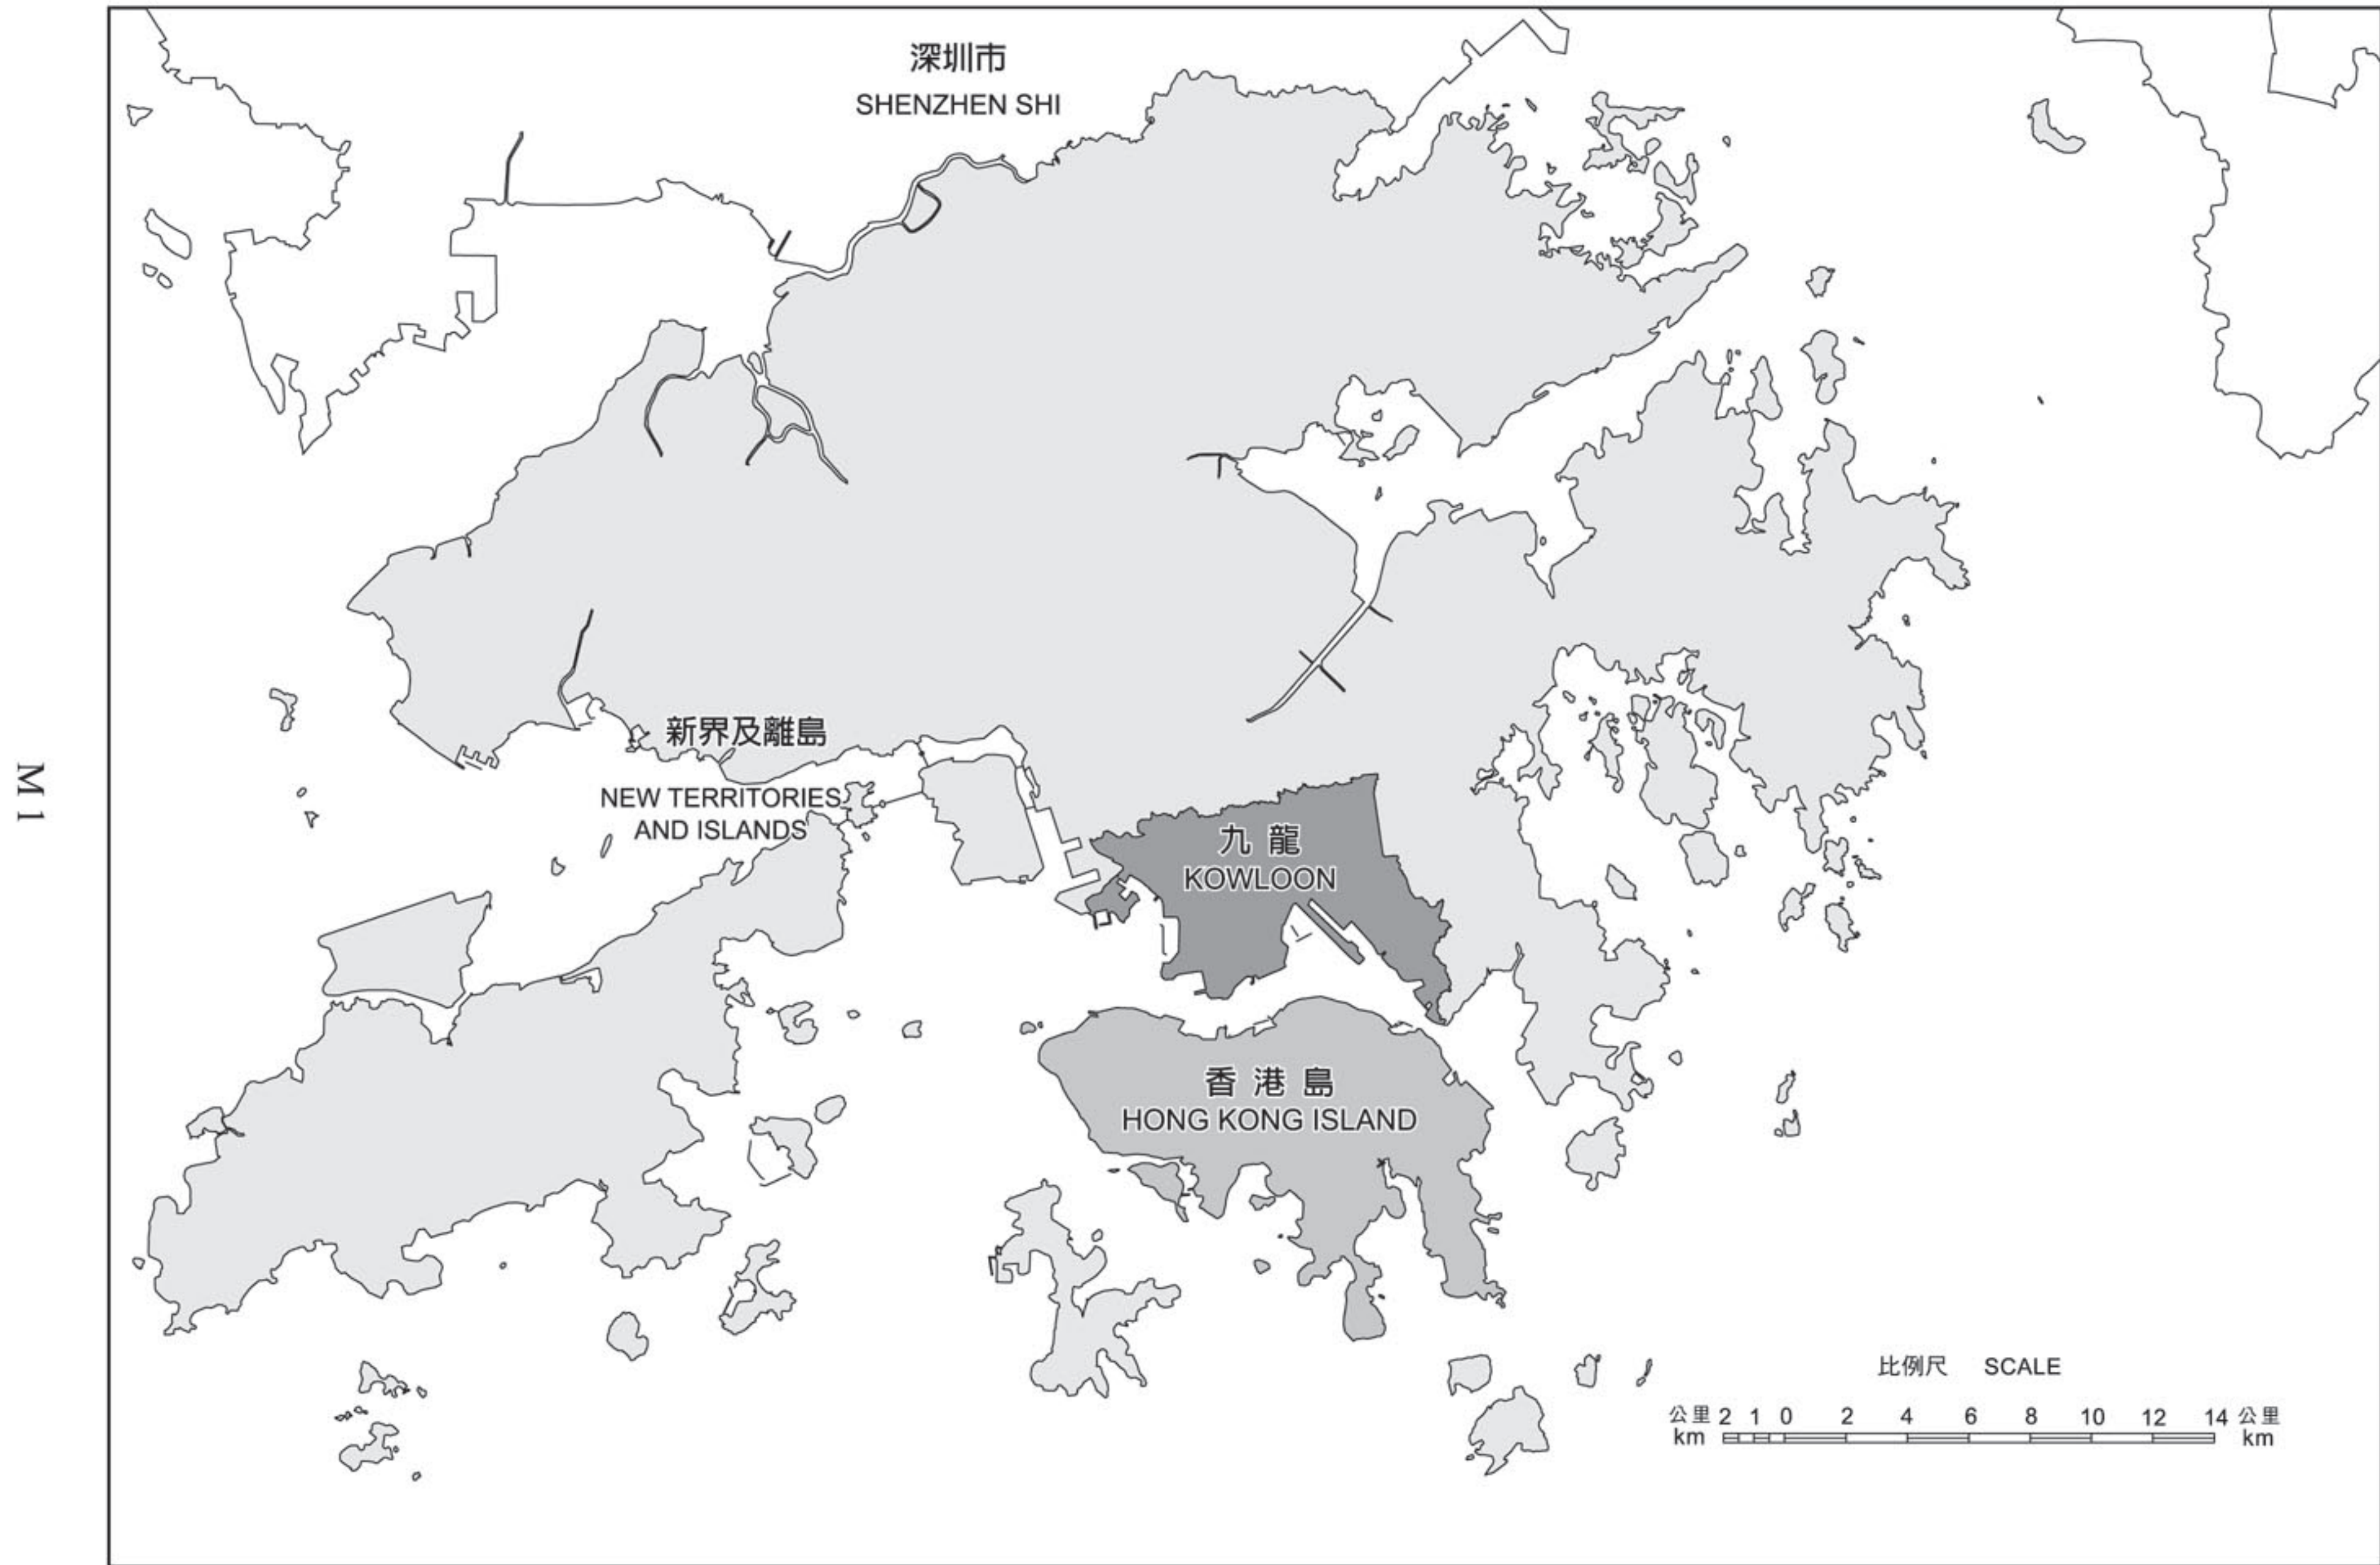 深圳市
SHENZHEN SHI
新界及離島
NEW TERRITORIES
AND ISLANDS
九龍
KOWLOON
香港島
HONG KONG ISLAND
比例尺 SCALE
公里 2 1 0 2 4 6 8 10 12 14 公里
km km
M 1